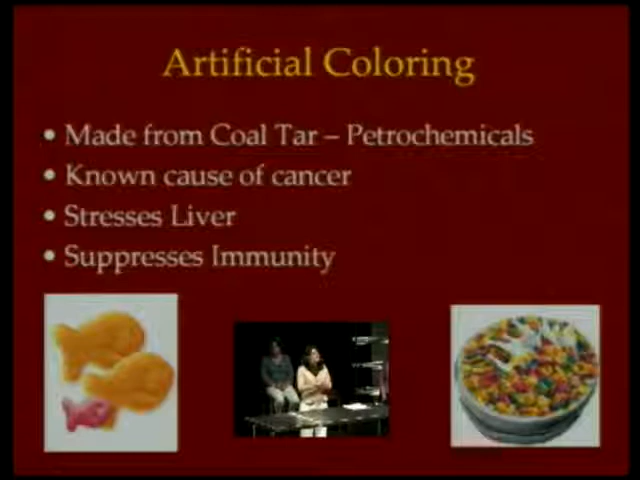 Artificial Coloring
• Made from Coal Tar – Petrochemicals
• Known cause of cancer
• Stresses Liver
• Suppresses Immunity